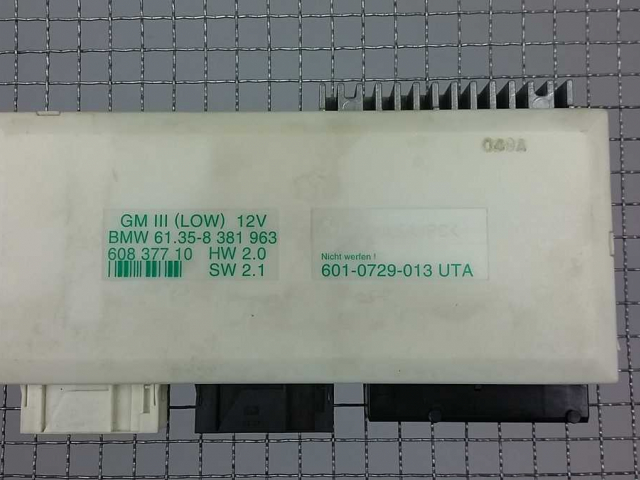 048A
GM III (LOW) 12V
BMW 61.35-8 381 963
608 377 10 HW 2.0
SW 2.1
Nicht werfen !
601-0729-013 UTA